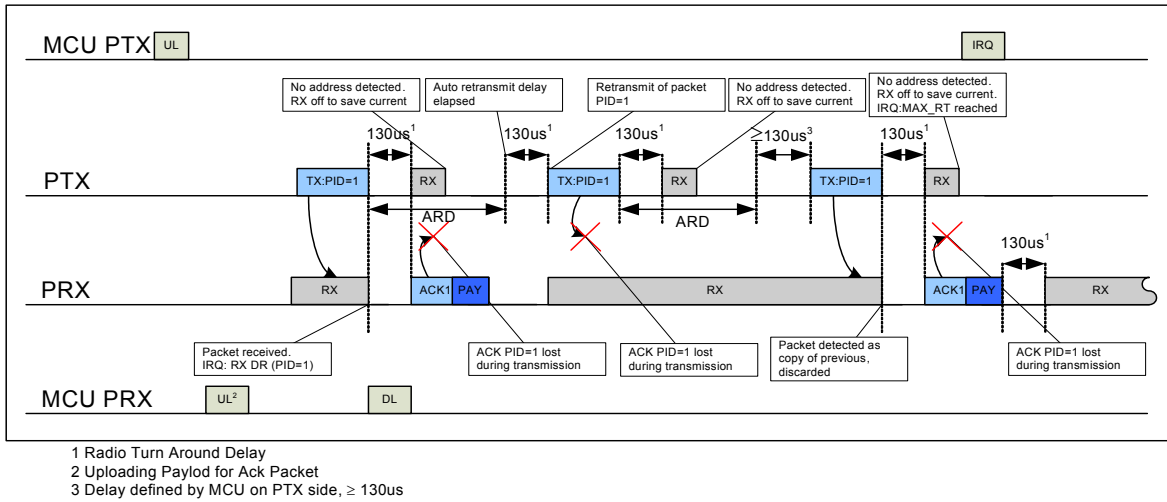 MCU PTX
UL
IRQ
No address detected.
RX off to save current
Auto retransmit delay
elapsed
Retransmit of packet
PID=1
No address detected.
RX off to save current
No address detected.
RX off to save current.
IRQ:MAX_RT reached
130us1
130us1
130us1
≥130us3
130us1
PTX
TX:PID=1
RX
TX:PID=1
RX
TX:PID=1
RX
ARD
ARD
130us1
PRX
RX
ACK1
PAY
RX
ACK1
PAY
RX
Packet received.
IRQ: RX DR (PID=1)
ACK PID=1 lost
during transmission
ACK PID=1 lost
during transmission
Packet detected as
copy of previous,
discarded
ACK PID=1 lost
during transmission
MCU PRX
UL2
DL
1 Radio Turn Around Delay
2 Uploading Paylod for Ack Packet
3 Delay defined by MCU on PTX side, ≥ 130us